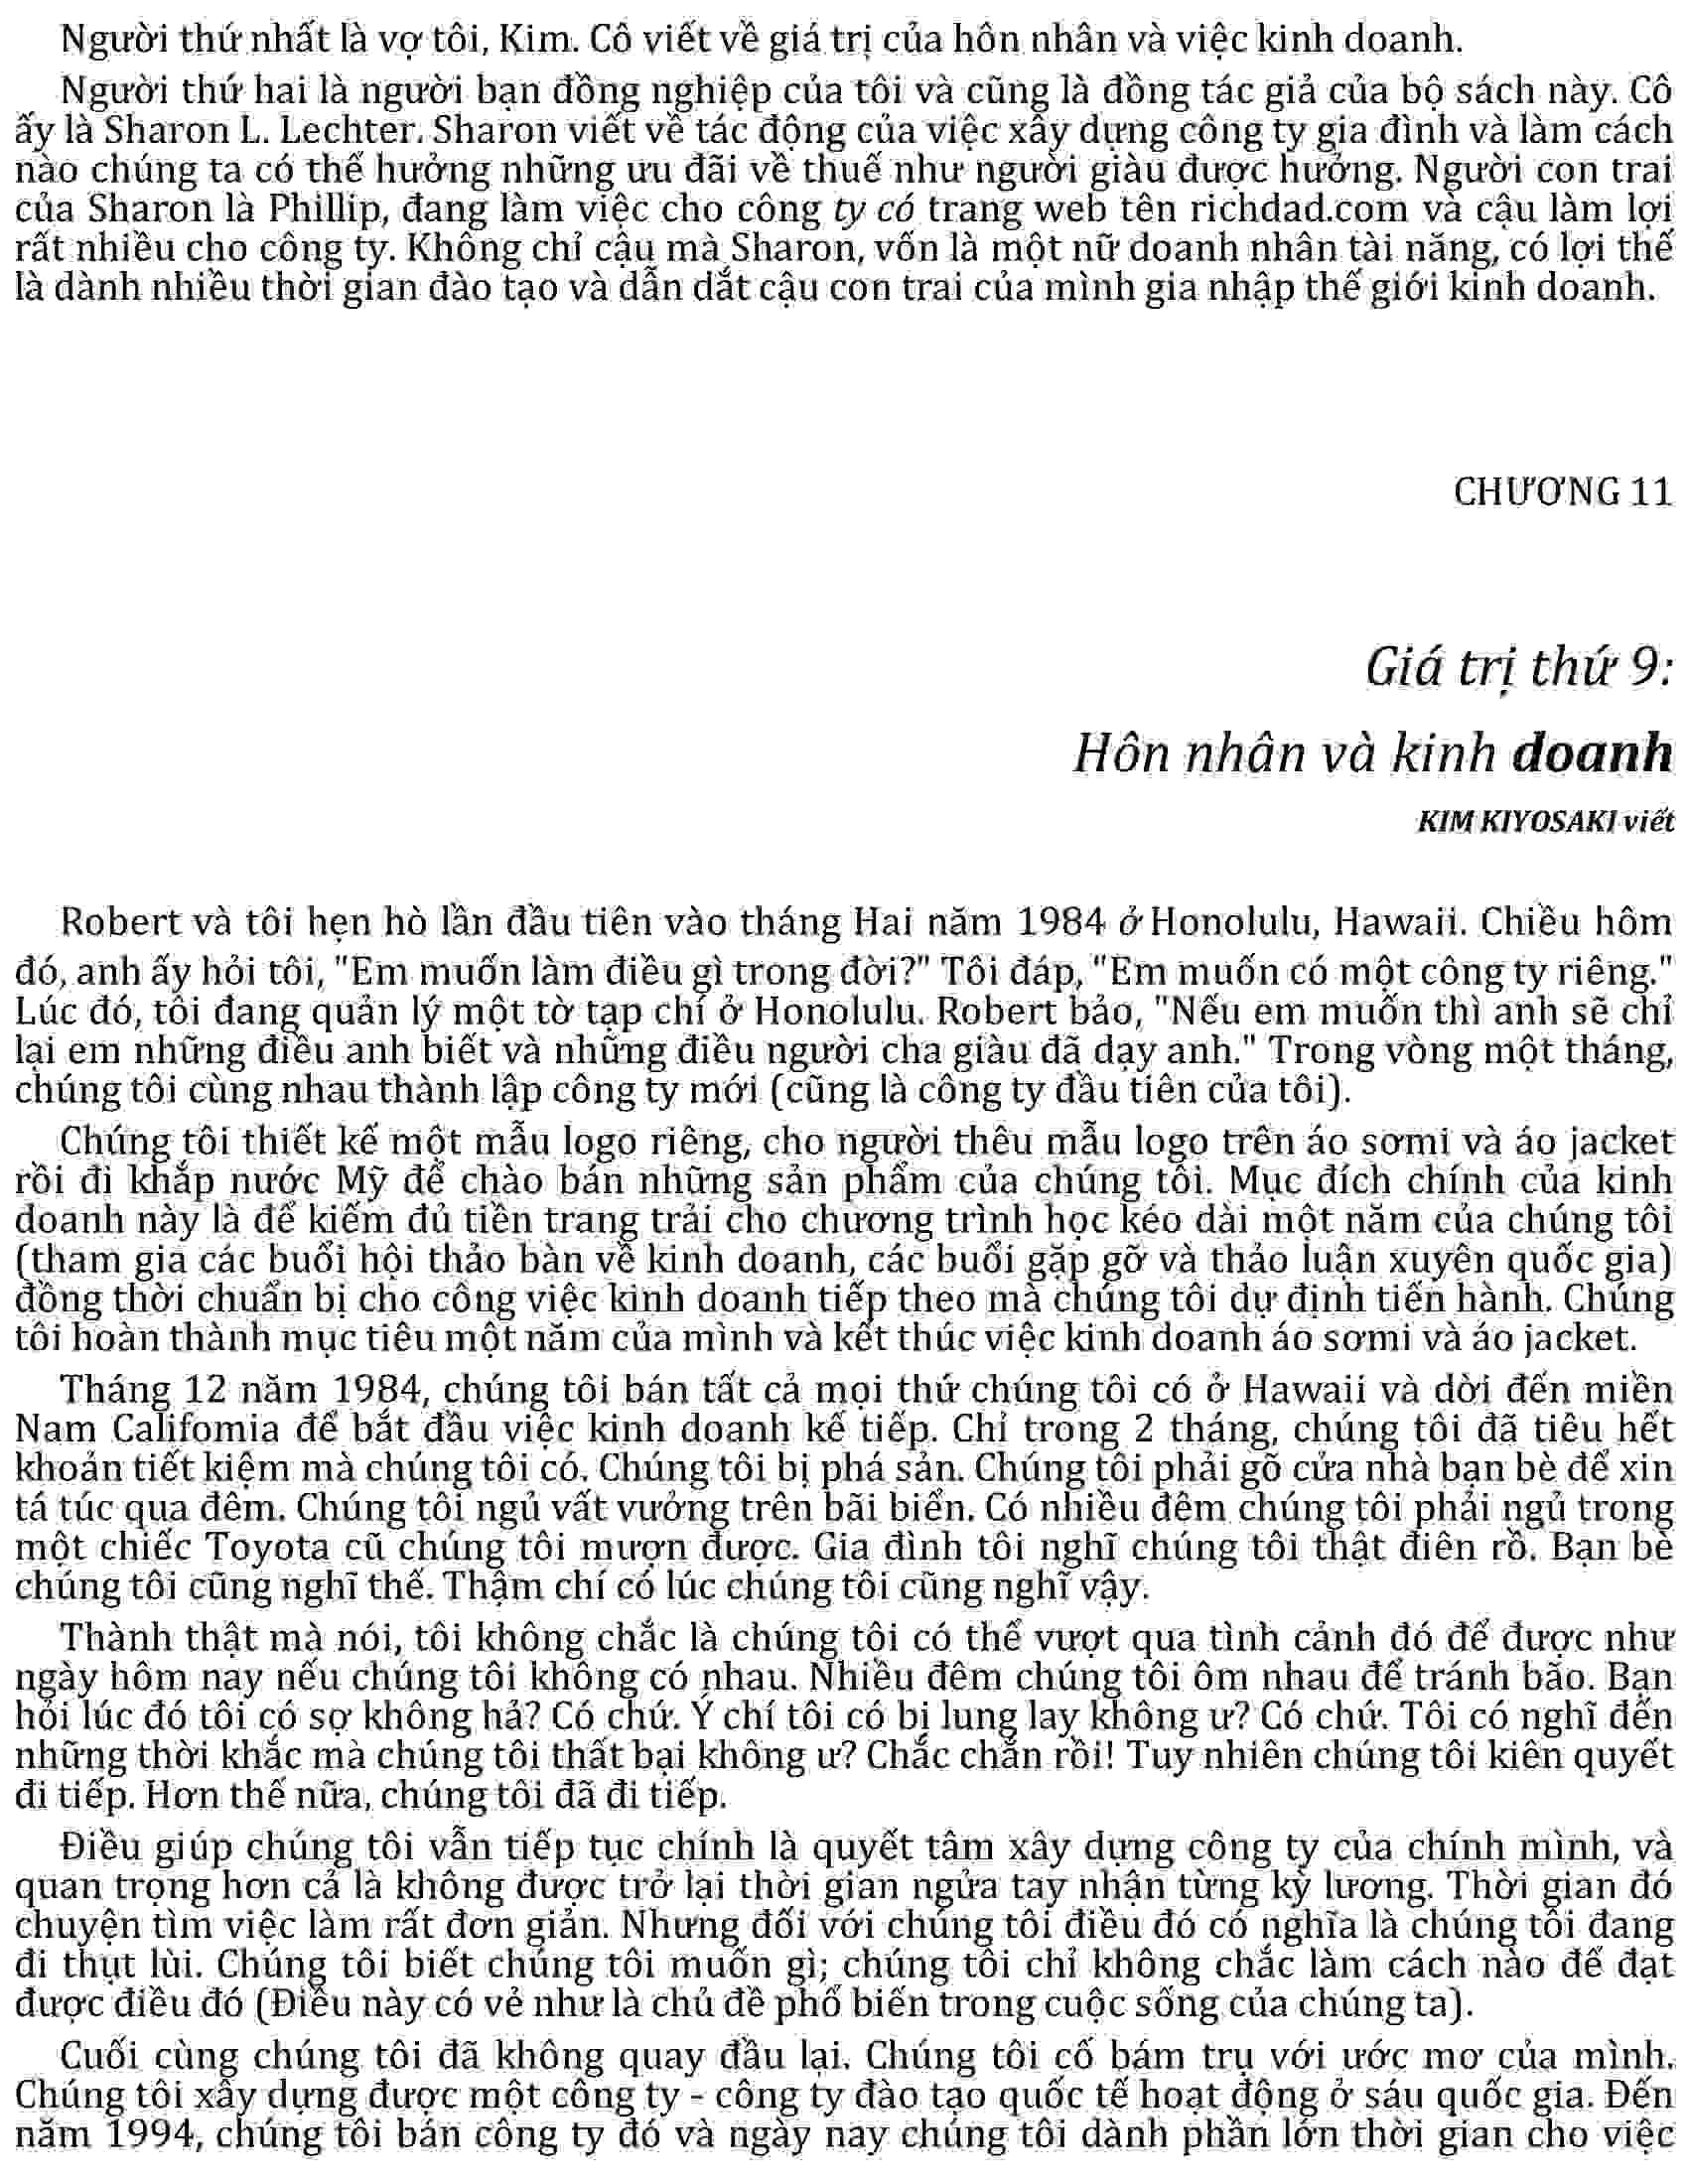 Người thứ nhất là vợ tôi, Kim. Cô viết về giá trị của hôn nhân và việc kinh doanh.
Người thứ hai là người bạn đồng nghiệp của tôi và cũng là đồng tác giả của bộ sách này. Cô
ấy là Sharon L. Lechter. Sharon viết về tác động của việc xây dựng công ty gia đình và làm cách
nào chúng ta có thể hưởng những ưu đãi về thuế như người giàu được hưởng. Người con trai
của Sharon là Phillip, đang làm việc cho công ty có trang web tên richdad.com và cậu làm lợi
rất nhiều cho công ty. Không chỉ cậu mà Sharon, vốn là một nữ doanh nhân tài năng, có lợi thế
là dành nhiều thời gian đào tạo và dẫn dắt cậu con trai của mình gia nhập thế giới kinh doanh.
CHƯƠNG 11
Giá trị thứ 9:
Hôn nhân và kinh doanh
KIM KIYOSAKI viết
Robert và tôi hẹn hò lần đầu tiên vào tháng Hai năm 1984 ở Honolulu, Hawaii. Chiều hôm
đó, anh ấy hỏi tôi, "Em muốn làm điều gì trong đời?" Tôi đáp, "Em muốn có một công ty riêng."
Lúc đó, tôi đang quản lý một tờ tạp chí ở Honolulu. Robert bảo, "Nếu em muốn thì anh sẽ chỉ
lại em những điều anh biết và những điều người cha giàu đã dạy anh." Trong vòng một tháng,
chúng tôi cùng nhau thành lập công ty mới (cũng là công ty đầu tiên của tôi).
Chúng tôi thiết kế một mẫu logo riêng, cho người thêu mẫu logo trên áo sơmi và áo jacket
rồi đi khắp nước Mỹ để chào bán những sản phẩm của chúng tôi. Mục đích chính của kinh
doanh này là để kiếm đủ tiền trang trải cho chương trình học kéo dài một năm của chúng tôi
(tham gia các buổi hội thảo bàn về kinh doanh, các buổi gặp gỡ và thảo luận xuyên quốc gia)
đồng thời chuẩn bị cho công việc kinh doanh tiếp theo mà chúng tôi dự định tiến hành. Chúng
tôi hoàn thành mục tiêu một năm của mình và kết thúc việc kinh doanh áo sơmi và áo jacket.
Tháng 12 năm 1984, chúng tôi bán tất cả mọi thứ chúng tôi có ở Hawaii và dời đến miền
Nam Califomia để bắt đầu việc kinh doanh kế tiếp. Chỉ trong 2 tháng, chúng tôi đã tiêu hết
khoản tiết kiệm mà chúng tôi có. Chúng tôi bị phá sản. Chúng tôi phải gõ cửa nhà bạn bè để xin
tá túc qua đêm. Chúng tôi ngủ vất vưởng trên bãi biển. Có nhiều đêm chúng tôi phải ngủ trong
một chiếc Toyota cũ chúng tôi mượn được. Gia đình tôi nghĩ chúng tôi thật điên rồ. Bạn bè
chúng tôi cũng nghĩ thế. Thậm chí có lúc chúng tôi cũng nghĩ vậy.
Thành thật mà nói, tôi không chắc là chúng tôi có thể vượt qua tình cảnh đó để được như
ngày hôm nay nếu chúng tôi không có nhau. Nhiều đêm chúng tôi ôm nhau để tránh bão. Bạn
hỏi lúc đó tôi có sợ không hả? Có chứ. Ý chí tôi có bị lung lay không ư? Có chứ. Tôi có nghĩ đến
những thời khắc mà chúng tôi thất bại không ư? Chắc chắn rồi! Tuy nhiên chúng tôi kiên quyết
đi tiếp. Hơn thế nữa, chúng tôi đã đi tiếp.
Điều giúp chúng tôi vẫn tiếp tục chính là quyết tâm xây dựng công ty của chính mình, và
quan trọng hơn cả là không được trở lại thời gian ngửa tay nhận từng kỳ lương. Thời gian đó
chuyện tìm việc làm rất đơn giản. Nhưng đối với chúng tôi điều đó có nghĩa là chúng tôi đang
đi thụt lùi. Chúng tôi biết chúng tôi muốn gì; chúng tôi chỉ không chắc làm cách nào để đạt
được điều đó (Điều này có vẻ như là chủ đề phổ biến trong cuộc sống của chúng ta).
Cuối cùng chúng tôi đã không quay đầu lại. Chúng tôi cố bám trụ với ước mơ của mình.
Chúng tôi xây dựng được một công ty - công ty đào tạo quốc tế hoạt động ở sáu quốc gia. Đến
năm 1994, chúng tôi bán công ty đó và ngày nay chúng tôi dành phần lớn thời gian cho việc